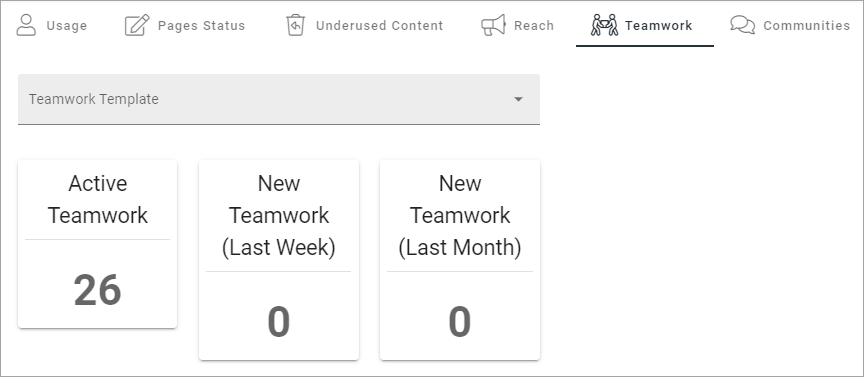 Usage Pages Status Underused Content Reach Teamwork Communities
Teamwork Template
Active
Teamwork
26
New
Teamwork
(Last Week)
0
New
Teamwork
(Last Month)
0